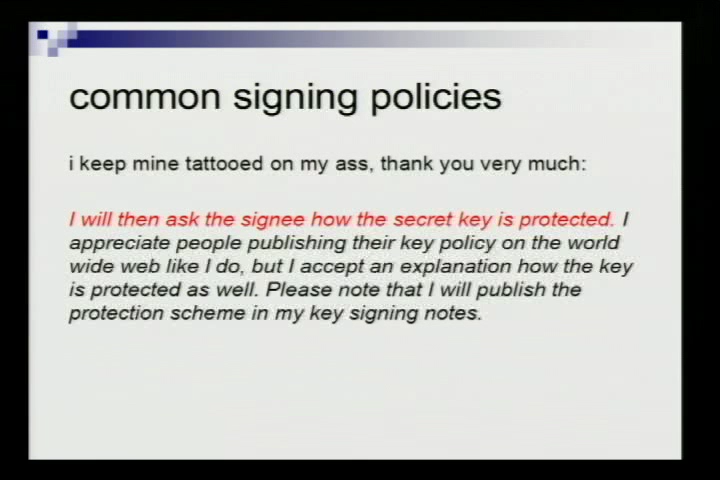 common signing policies
i keep mine tattooed on my ass, thank you very much:
I will then ask the signee how the secret key is protected. I
appreciate people publishing their key policy on the world
wide web like I do, but I accept an explanation how the key
is protected as well. Please note that I will publish the
protection scheme in my key signing notes.